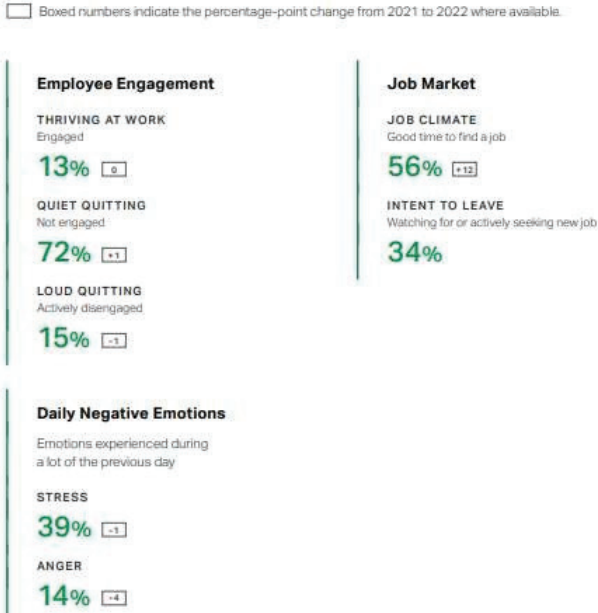 Boxed numbers indicate the percentage-point change from 2021 to 2022 where available.
Employee Engagement
THRIVING AT WORK
Engaged
13% 0
QUIET QUITTING
Not engaged
72% +1
LOUD QUITTING
Actively disengaged
15% -1
Job Market
JOB CLIMATE
Good time to find a job
56% +12
INTENT TO LEAVE
Watching for or actively seeking new job
34%
Daily Negative Emotions
Emotions experienced during
a lot of the previous day
STRESS
39% -1
ANGER
14% -4